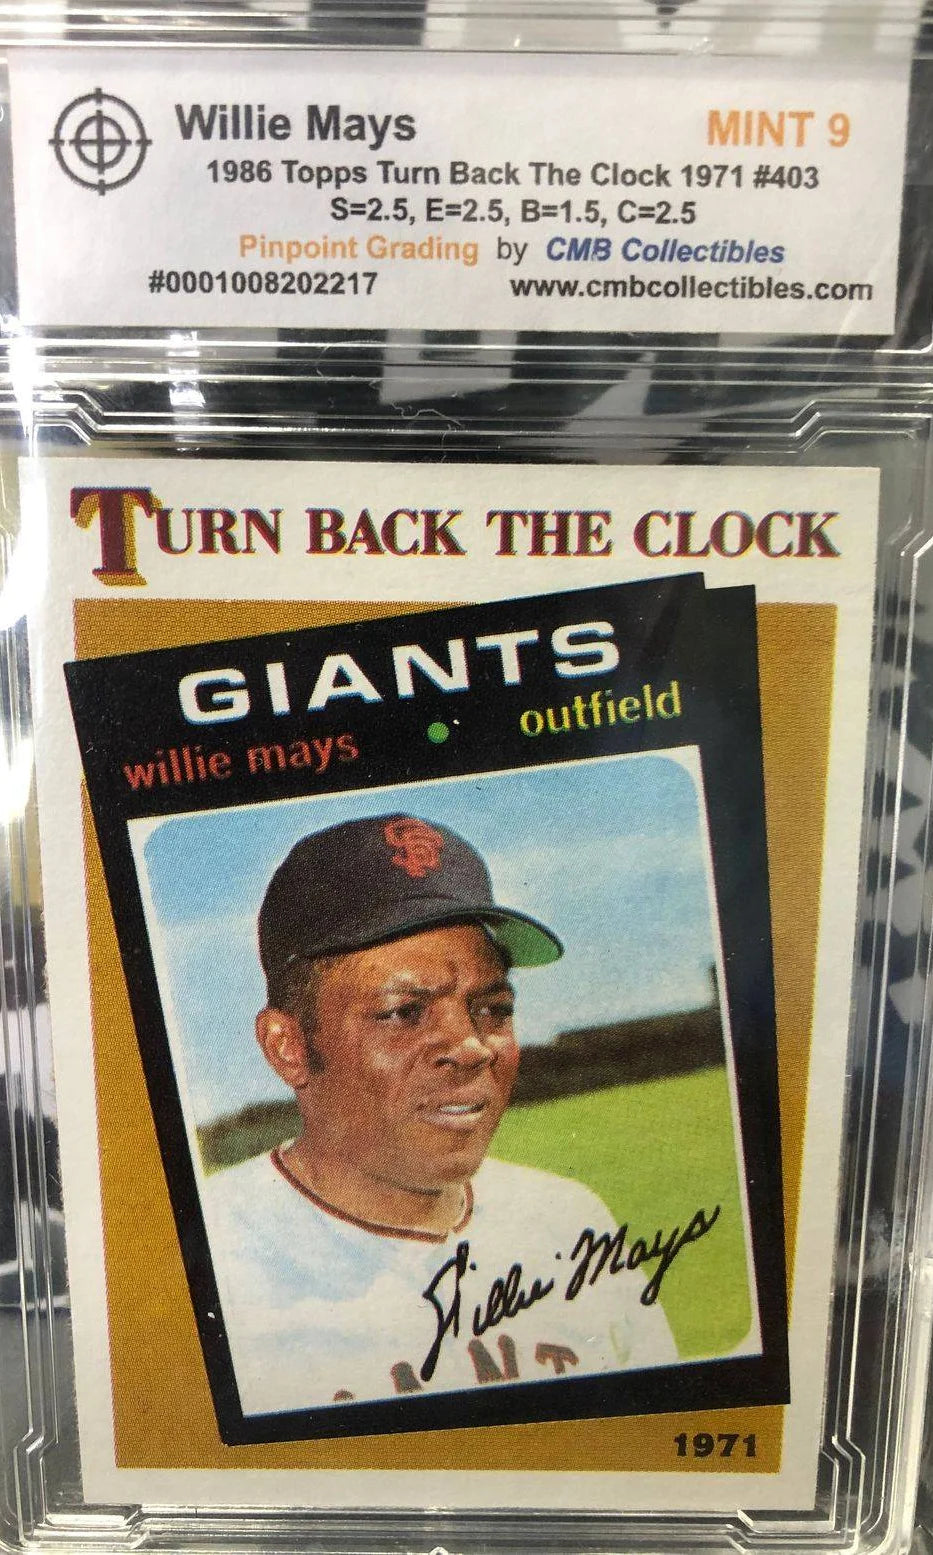 Willie Mays MINT 9
1986 Topps Turn Back The Clock 1971 #403
S=2.5, E=2.5, B=1.5, C=2.5
Pinpoint Grading by CMB Collectibles
#0001008202217 www.cmbcollectibles.com
TURN BACK THE CLOCK
GIANTS
willie mays • outfield
SF
Willie Mays
ANT
1971